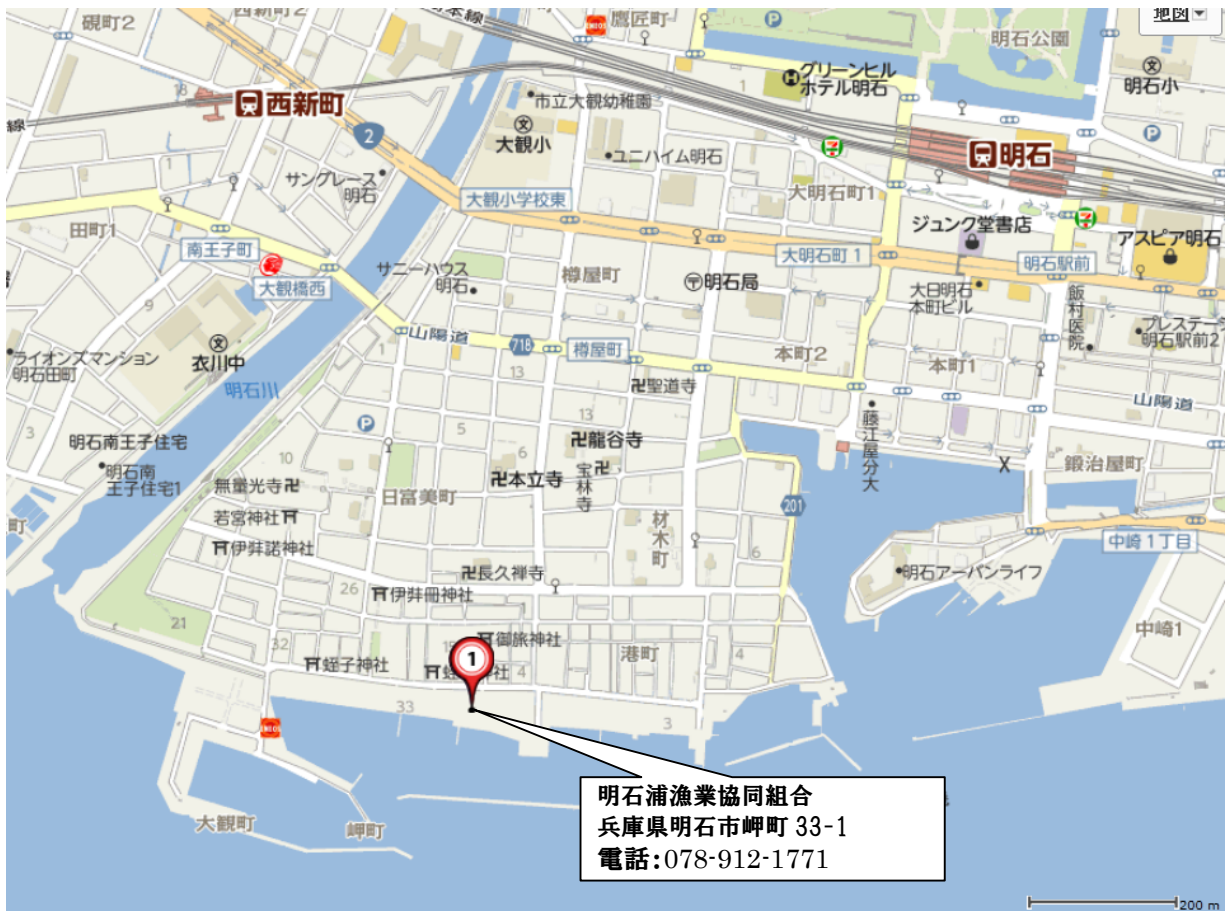 硯町2
西新町2
本線
鷹匠町
地図
明石公園
ENEOS
P
グリーンヒル
ホテル明石
明石小
18
西新町
線
2
市立大観幼稚園
大観小
ユニハイム明石
明石
大明石町1
サングレース
明石
大観小学校東
1
田町1
南王子町
大観橋西
サニーハウス
明石
樽屋町
明石局
大明石町1
ジュンク堂書店
明石駅前
アスピア明石
大日明石
本町ビル
飯村医院
プレステージ
明石駅前2
9
衣川中
ライオンズマンション
明石田町
明石川
山陽道
718
樽屋町
本町2
本町1
山陽道
1
13
聖道寺
3
明石南王子住宅
明石南
王子住宅1
P
5
13
龍谷寺
藤江屋分大
鍛治屋町
10
6
無量光寺
本立寺
宝林寺
日富美町
201
町
若宮神社
伊弉諾神社
材木町
6
中崎1丁目
長久禅寺
明石アーバンライフ
26
伊弉冊神社
21
中崎1
32
御旅神社
港町
4
蛭子神社
1
4
33
3
ENEOS
大観町
岬町
明石浦漁業協同組合
兵庫県明石市岬町 33-1
電話:078-912-1771
200 m